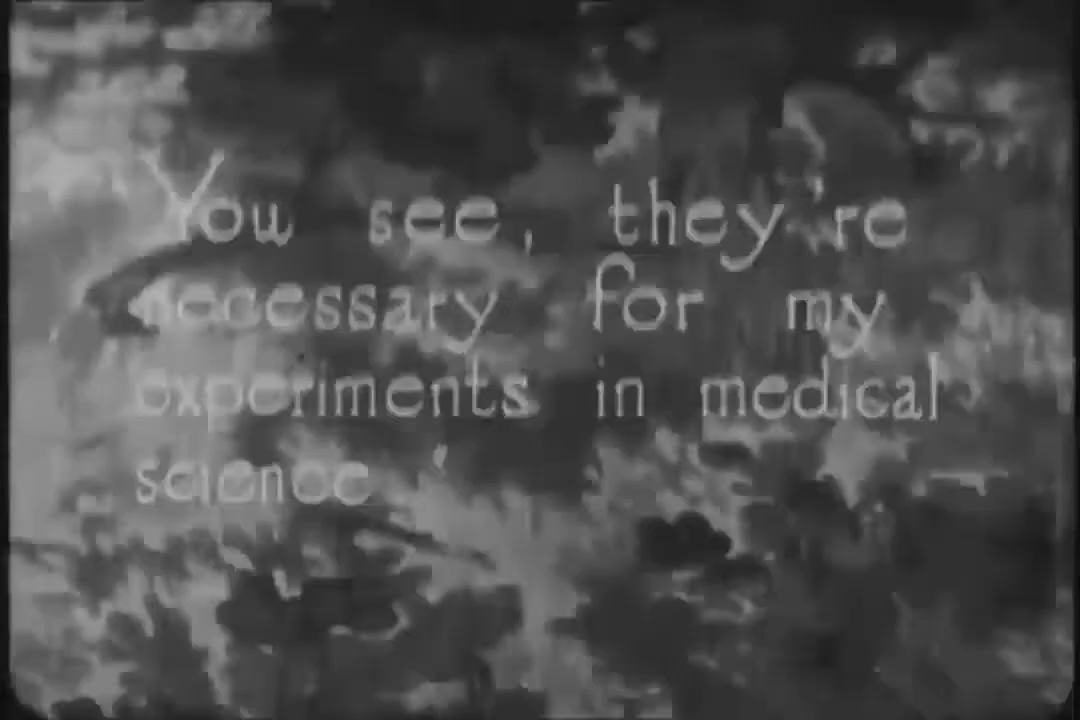 You see, they're
necessary for my
experiments in medical
science.'